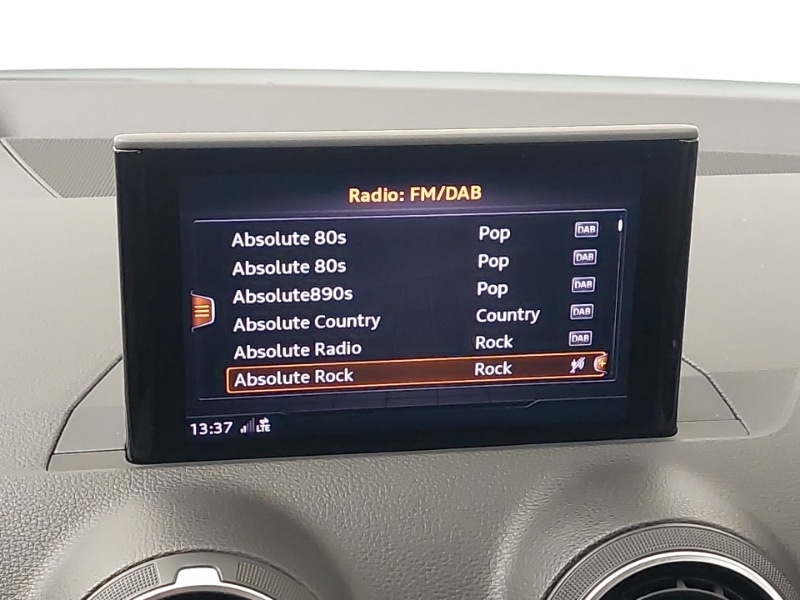 Radio: FM/DAB
Absolute 80s Pop DAB
Absolute 80s Pop DAB
Absolute890s Pop DAB
Absolute Country Country DAB
Absolute Radio Rock DAB
Absolute Rock Rock
13:37 LTE